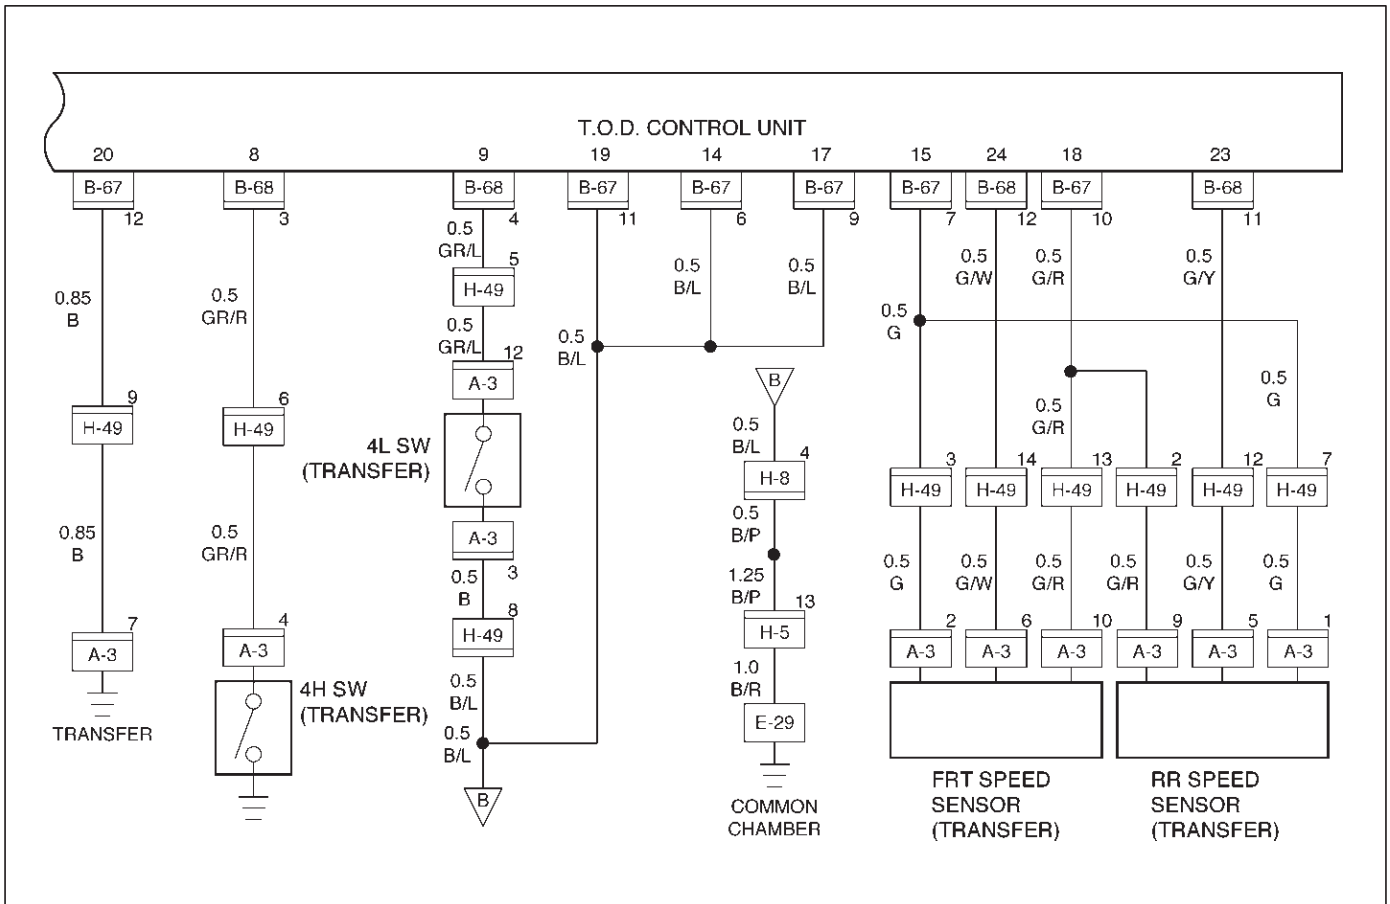 T.O.D. CONTROL UNIT
20 8 9 19 14 17 15 24 18 23
B-67 B-68 B-68 B-67 B-67 B-67 B-67 B-68 B-67 B-68
12 3 4 11 6 9 7 12 10 11
0.5
GR/L
5
H-49
0.5 0.5 0.5 0.5 0.5
B/L B/L G/W G/R G/Y
0.85 0.5
B GR/R
0.5
GR/L
12
A-3
0.5
B/L
0.5
G
B
0.5
G
9 6
H-49 H-49
4L SW
(TRANSFER)
0.5
B/L
4
H-8
0.5
G/R
3 14 13 2 12 7
H-49 H-49 H-49 H-49 H-49 H-49
0.85 0.5
B GR/R
A-3
3
0.5
B
8
H-49
0.5
B/P
1.25
B/P
13
H-5
0.5 0.5 0.5 0.5 0.5 0.5
G G/W G/R G/R G/Y G
7 4
A-3 A-3
2 6 10 9 5 1
A-3 A-3 A-3 A-3 A-3 A-3
TRANSFER
4H SW
(TRANSFER)
0.5
B/L
0.5
B/L
B
1.0
B/R
E-29
COMMON
CHAMBER
FRT SPEED
SENSOR
(TRANSFER)
RR SPEED
SENSOR
(TRANSFER)